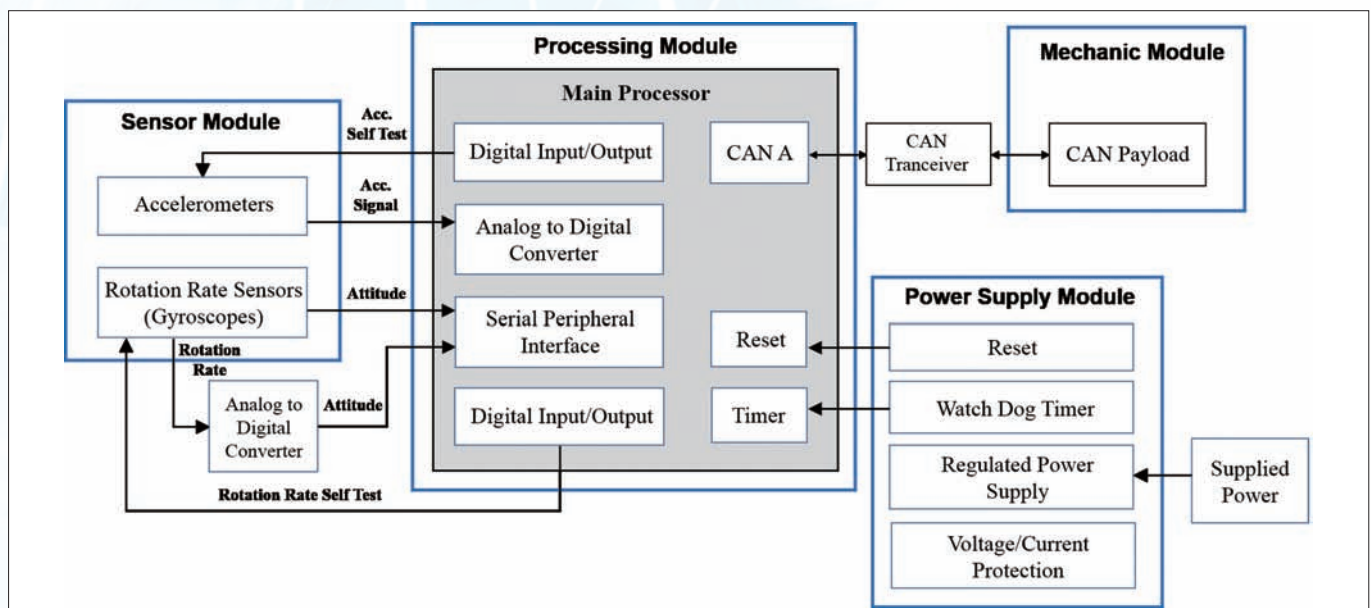 Processing Module
Main Processor
Mechanic Module
Sensor Module
Acc.
Self Test
Digital Input/Output
CAN A
CAN
Tranceiver
CAN Payload
Accelerometers
Acc.
Signal
Analog to Digital
Converter
Rotation Rate Sensors
(Gyroscopes)
Attitude
Serial Peripheral
Interface
Power Supply Module
Reset
Reset
Rotation
Rate
Analog to
Digital
Converter
Attitude
Digital Input/Output
Timer
Watch Dog Timer
Regulated Power
Supply
Supplied
Power
Rotation Rate Self Test
Voltage/Current
Protection